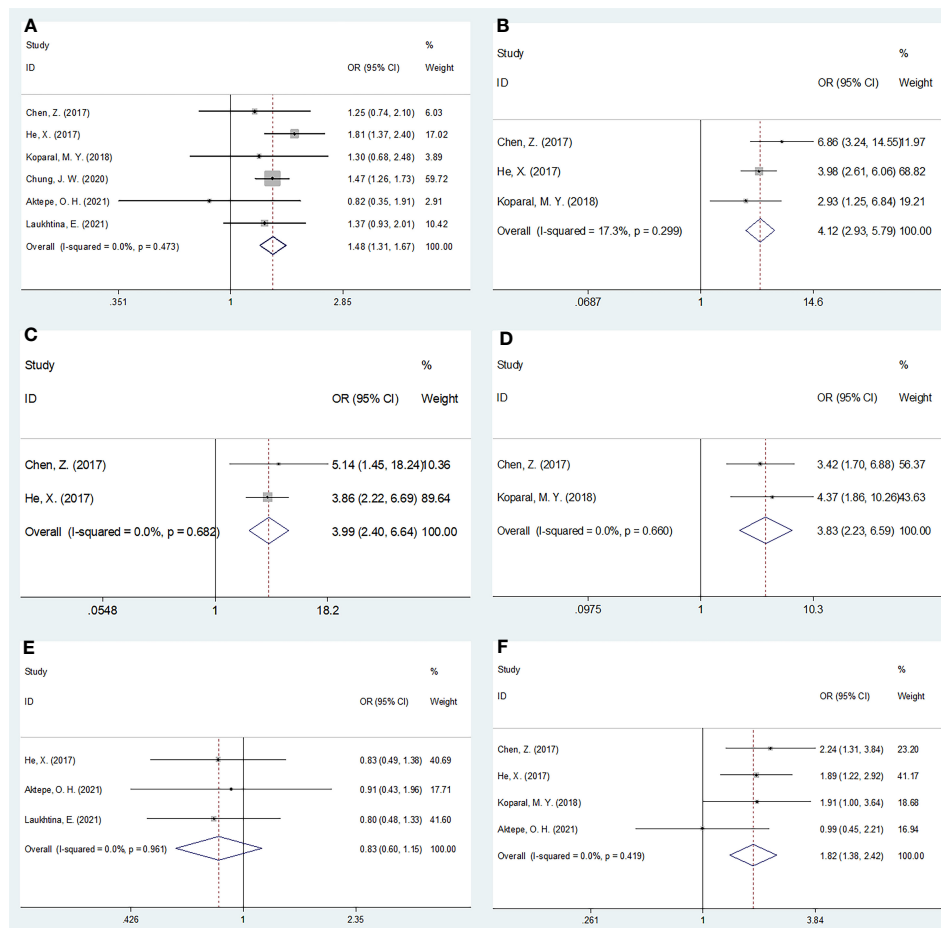 A
Study %
ID OR (95% CI) Weight
Chen, Z. (2017) 1.25 (0.74, 2.10) 6.03
He, X. (2017) 1.81 (1.37, 2.40) 17.02
Koparal, M. Y. (2018) 1.30 (0.68, 2.48) 3.89
Chung, J. W. (2020) 1.47 (1.26, 1.73) 59.72
Aktepe, O. H. (2021) 0.82 (0.35, 1.91) 2.91
Laukhtina, E. (2021) 1.37 (0.93, 2.01) 10.42
Overall (I-squared = 0.0%, p = 0.473) 1.48 (1.31, 1.67) 100.00
.351 1 2.85
B
Study %
ID OR (95% CI) Weight
Chen, Z. (2017) 6.86 (3.24, 14.55) 11.97
He, X. (2017) 3.98 (2.61, 6.06) 68.82
Koparal, M. Y. (2018) 2.93 (1.25, 6.84) 19.21
Overall (I-squared = 17.3%, p = 0.299) 4.12 (2.93, 5.79) 100.00
.0687 1 14.6
C
Study %
ID OR (95% CI) Weight
Chen, Z. (2017) 5.14 (1.45, 18.24) 10.36
He, X. (2017) 3.86 (2.22, 6.69) 89.64
Overall (I-squared = 0.0%, p = 0.682) 3.99 (2.40, 6.64) 100.00
.0548 1 18.2
D
Study %
ID OR (95% CI) Weight
Chen, Z. (2017) 3.42 (1.70, 6.88) 56.37
Koparal, M. Y. (2018) 4.37 (1.86, 10.26) 43.63
Overall (I-squared = 0.0%, p = 0.660) 3.83 (2.23, 6.59) 100.00
.0975 1 10.3
E
Study %
ID OR (95% CI) Weight
He, X. (2017) 0.83 (0.49, 1.38) 40.69
Aktepe, O. H. (2021) 0.91 (0.43, 1.96) 17.71
Laukhtina, E. (2021) 0.80 (0.48, 1.33) 41.60
Overall (I-squared = 0.0%, p = 0.961) 0.83 (0.60, 1.15) 100.00
.426 1 2.35
F
Study %
ID OR (95% CI) Weight
Chen, Z. (2017) 2.24 (1.31, 3.84) 23.20
He, X. (2017) 1.89 (1.22, 2.92) 41.17
Koparal, M. Y. (2018) 1.91 (1.00, 3.64) 18.68
Aktepe, O. H. (2021) 0.99 (0.45, 2.21) 16.94
Overall (I-squared = 0.0%, p = 0.419) 1.82 (1.38, 2.42) 100.00
.261 1 3.84